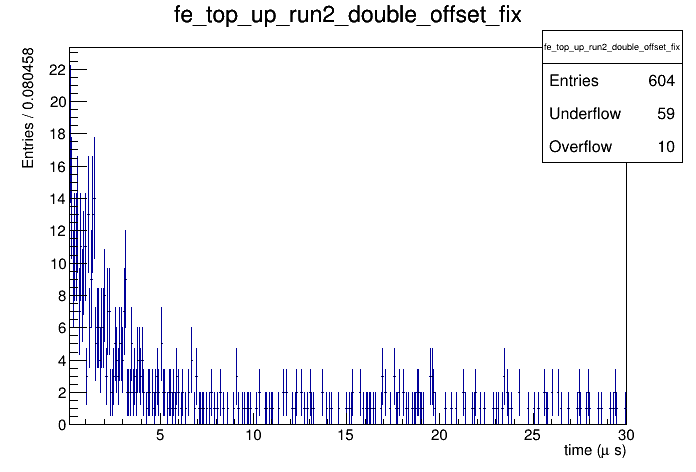 fe_top_up_run2_double_offset_fix
fe_top_up_run2_double_offset_fix
Entries 604
Underflow 59
Overflow 10
Entries / 0.080458
22
20
18
16
14
12
10
8
6
4
2
0
5 10 15 20 25 30
time (μ s)